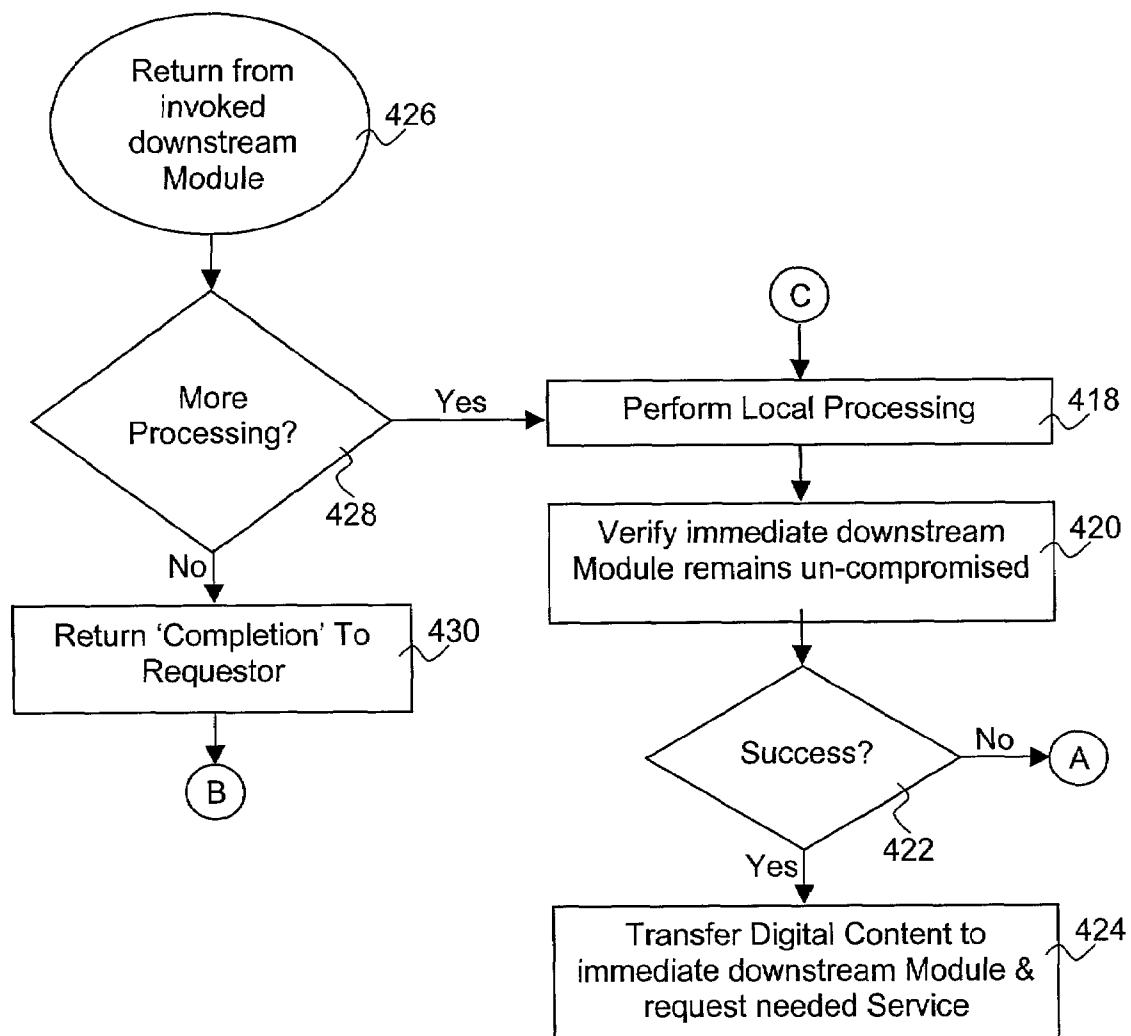 Return from
invoked
downstream
Module
426
More
Processing?
428
Yes
No
Return ‘Completion’ To
Requestor
430
B
C
Perform Local Processing
418
Verify immediate downstream
Module remains un-compromised
420
Success?
422
No
A
Yes
Transfer Digital Content to
immediate downstream Module &
request needed Service
424